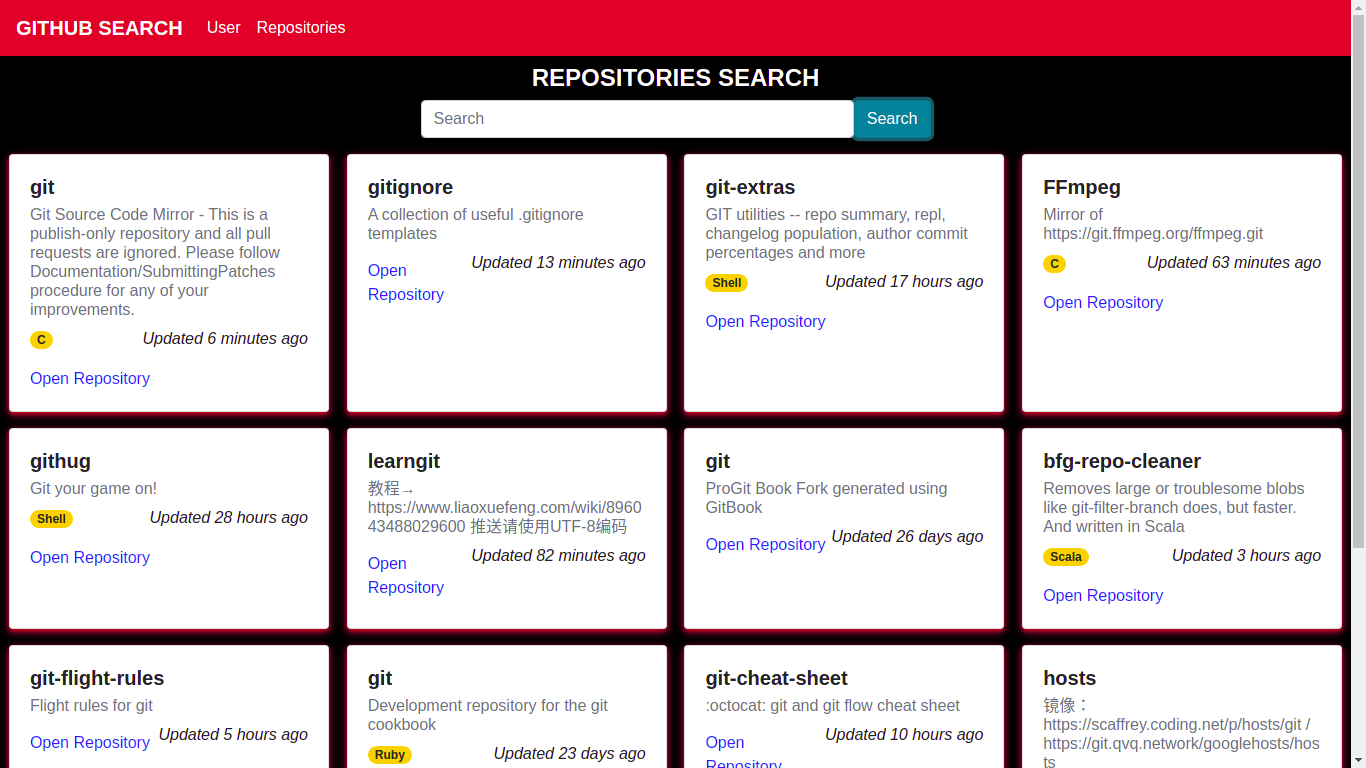 GITHUB SEARCH User Repositories
REPOSITORIES SEARCH
Search Search
git
Git Source Code Mirror - This is a
publish-only repository and all pull
requests are ignored. Please follow
Documentation/SubmittingPatches
procedure for any of your
improvements.
C Updated 6 minutes ago
Open Repository
gitignore
A collection of useful .gitignore
templates
Updated 13 minutes ago
Open
Repository
git-extras
GIT utilities -- repo summary, repl,
changelog population, author commit
percentages and more
Shell Updated 17 hours ago
Open Repository
FFmpeg
Mirror of
https://git.ffmpeg.org/ffmpeg.git
C Updated 63 minutes ago
Open Repository
githug
Git your game on!
Shell Updated 28 hours ago
Open Repository
learngit
教程→
https://www.liaoxuefeng.com/wiki/8960
43488029600 推送请使用UTF-8编码
Updated 82 minutes ago
Open
Repository
git
ProGit Book Fork generated using
GitBook
Open Repository Updated 26 days ago
bfg-repo-cleaner
Removes large or troublesome blobs
like git-filter-branch does, but faster.
And written in Scala
Scala Updated 3 hours ago
Open Repository
git-flight-rules
Flight rules for git
Open Repository Updated 5 hours ago
git
Development repository for the git
cookbook
Ruby Updated 23 days ago
git-cheat-sheet
:octocat: git and git flow cheat sheet
Updated 10 hours ago
Open
Repository
hosts
镜像：
https://scaffrey.coding.net/p/hosts/git /
https://git.qvq.network/googlehosts/hos
ts